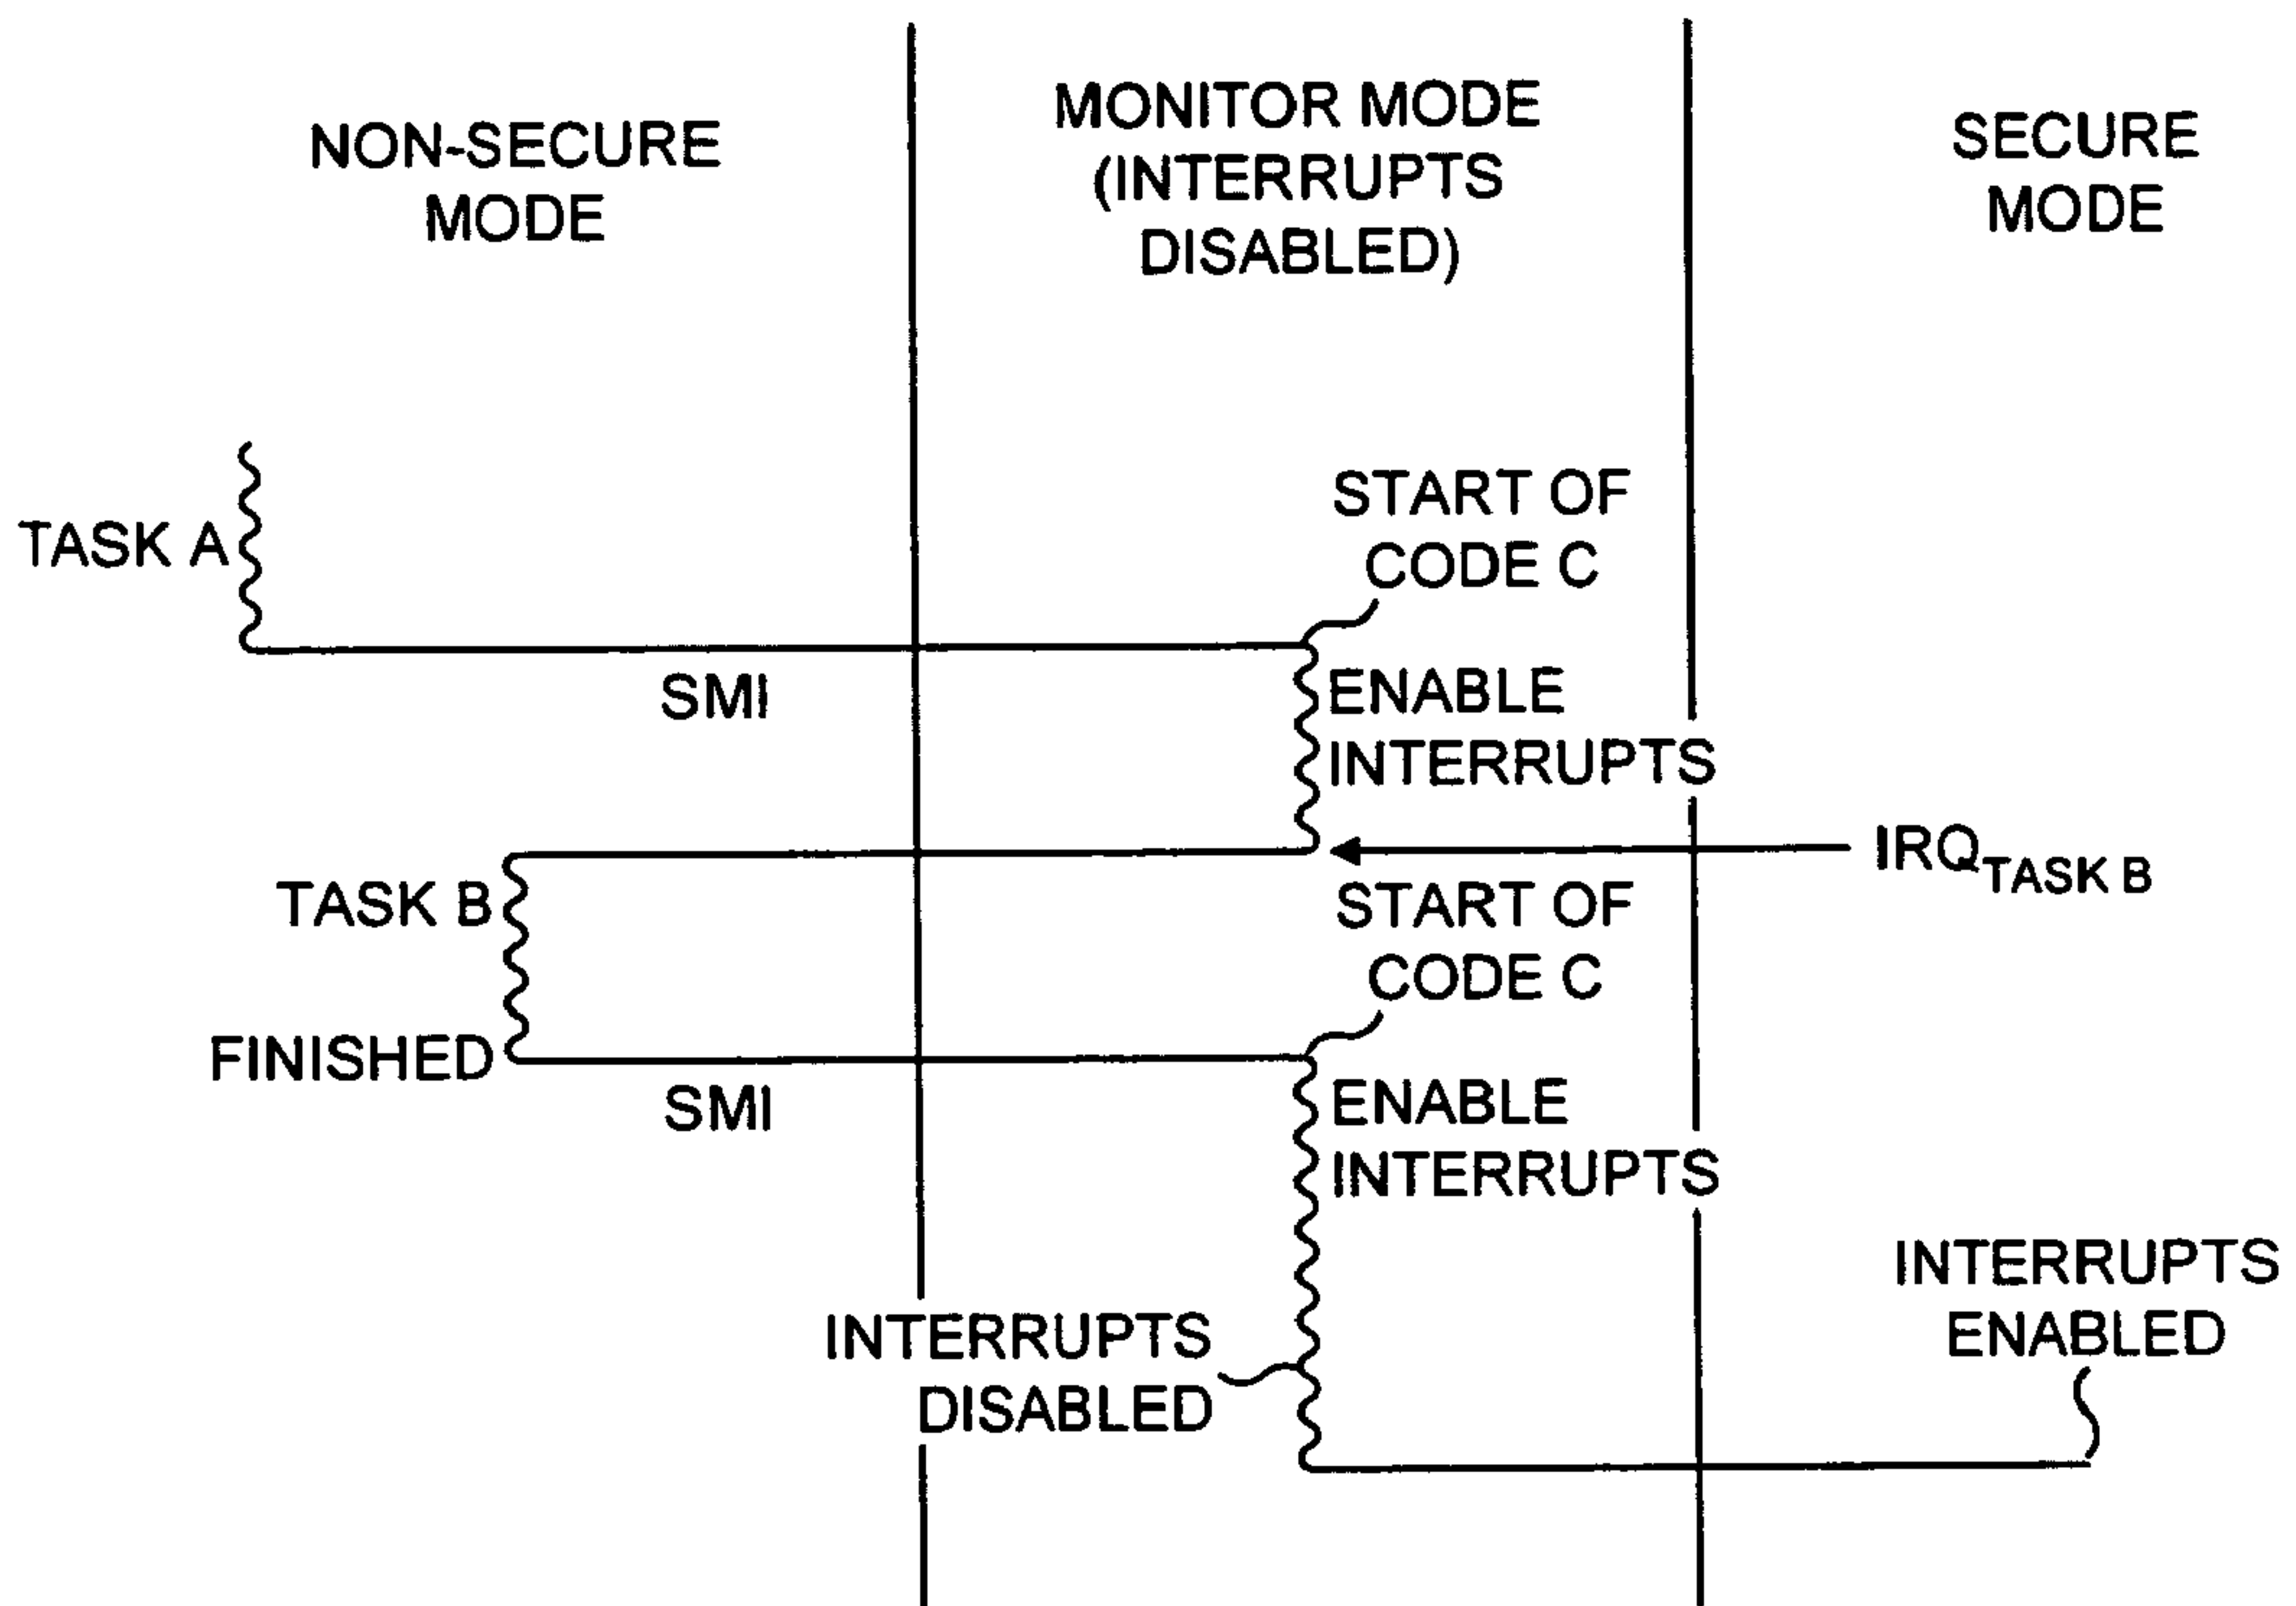 NON-SECURE
MODE
MONITOR MODE
(INTERRUPTS
DISABLED)
SECURE
MODE
TASK A
START OF
CODE C
SMI
ENABLE
INTERRUPTS
IRQTASK B
TASK B
START OF
CODE C
FINISHED
SMI
ENABLE
INTERRUPTS
INTERRUPTS
DISABLED
INTERRUPTS
ENABLED